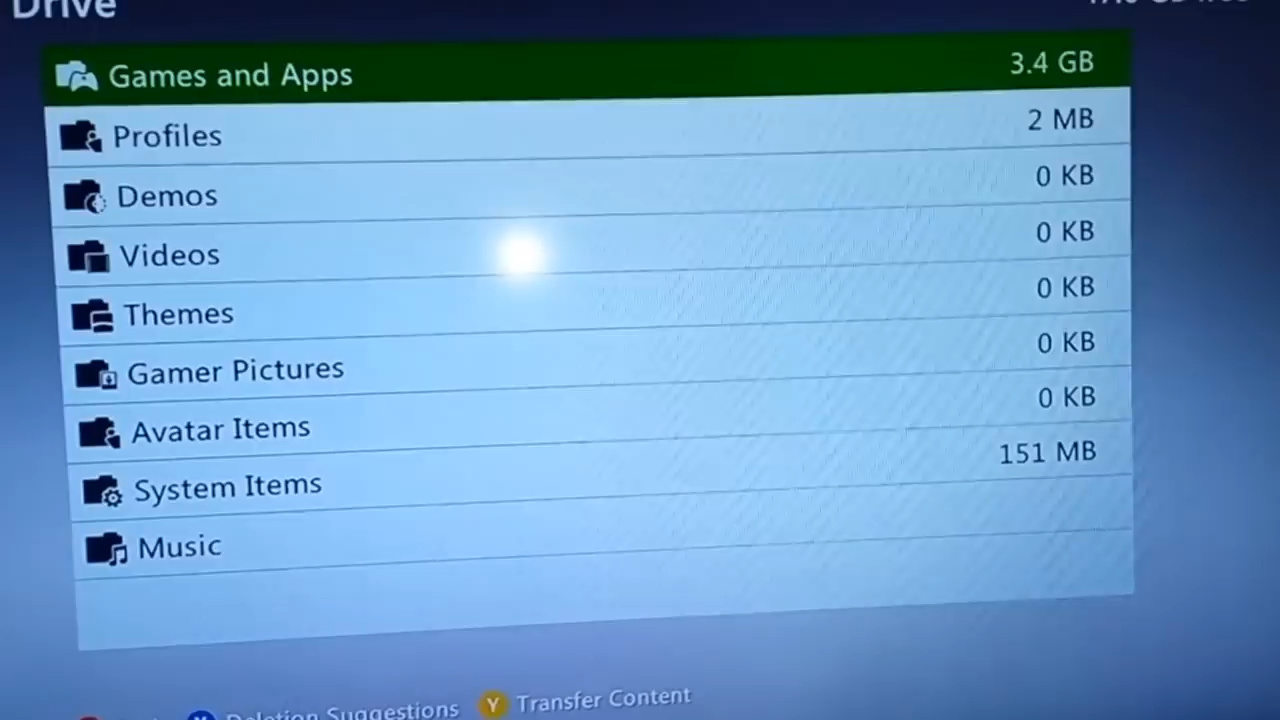 Drive
Games and Apps 3.4 GB
Profiles 2 MB
Demos 0 KB
Videos 0 KB
Themes 0 KB
Gamer Pictures 0 KB
Avatar Items 0 KB
System Items 151 MB
Music
Deletion Suggestions Y Transfer Content